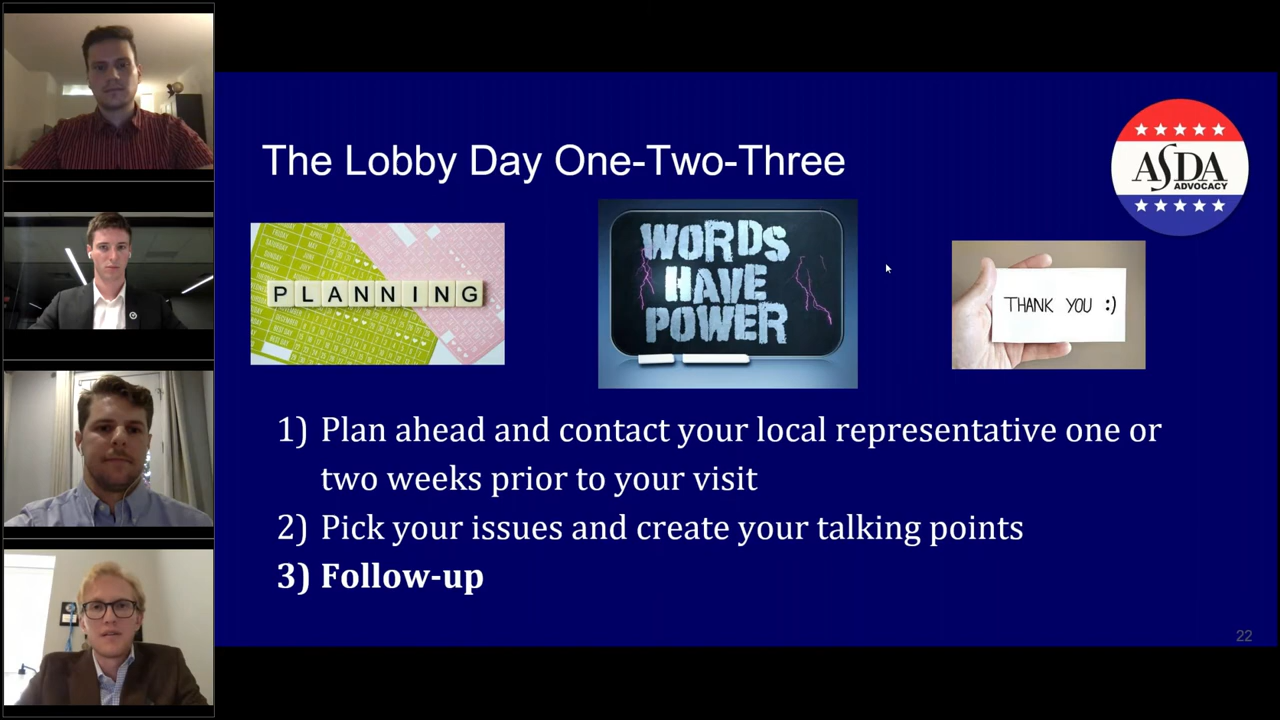 The Lobby Day One-Two-Three
ASDA
ADVOCACY
PLANNING
WORDS
HAVE
POWER
THANK YOU :)
1) Plan ahead and contact your local representative one or
two weeks prior to your visit
2) Pick your issues and create your talking points
3) Follow-up
22